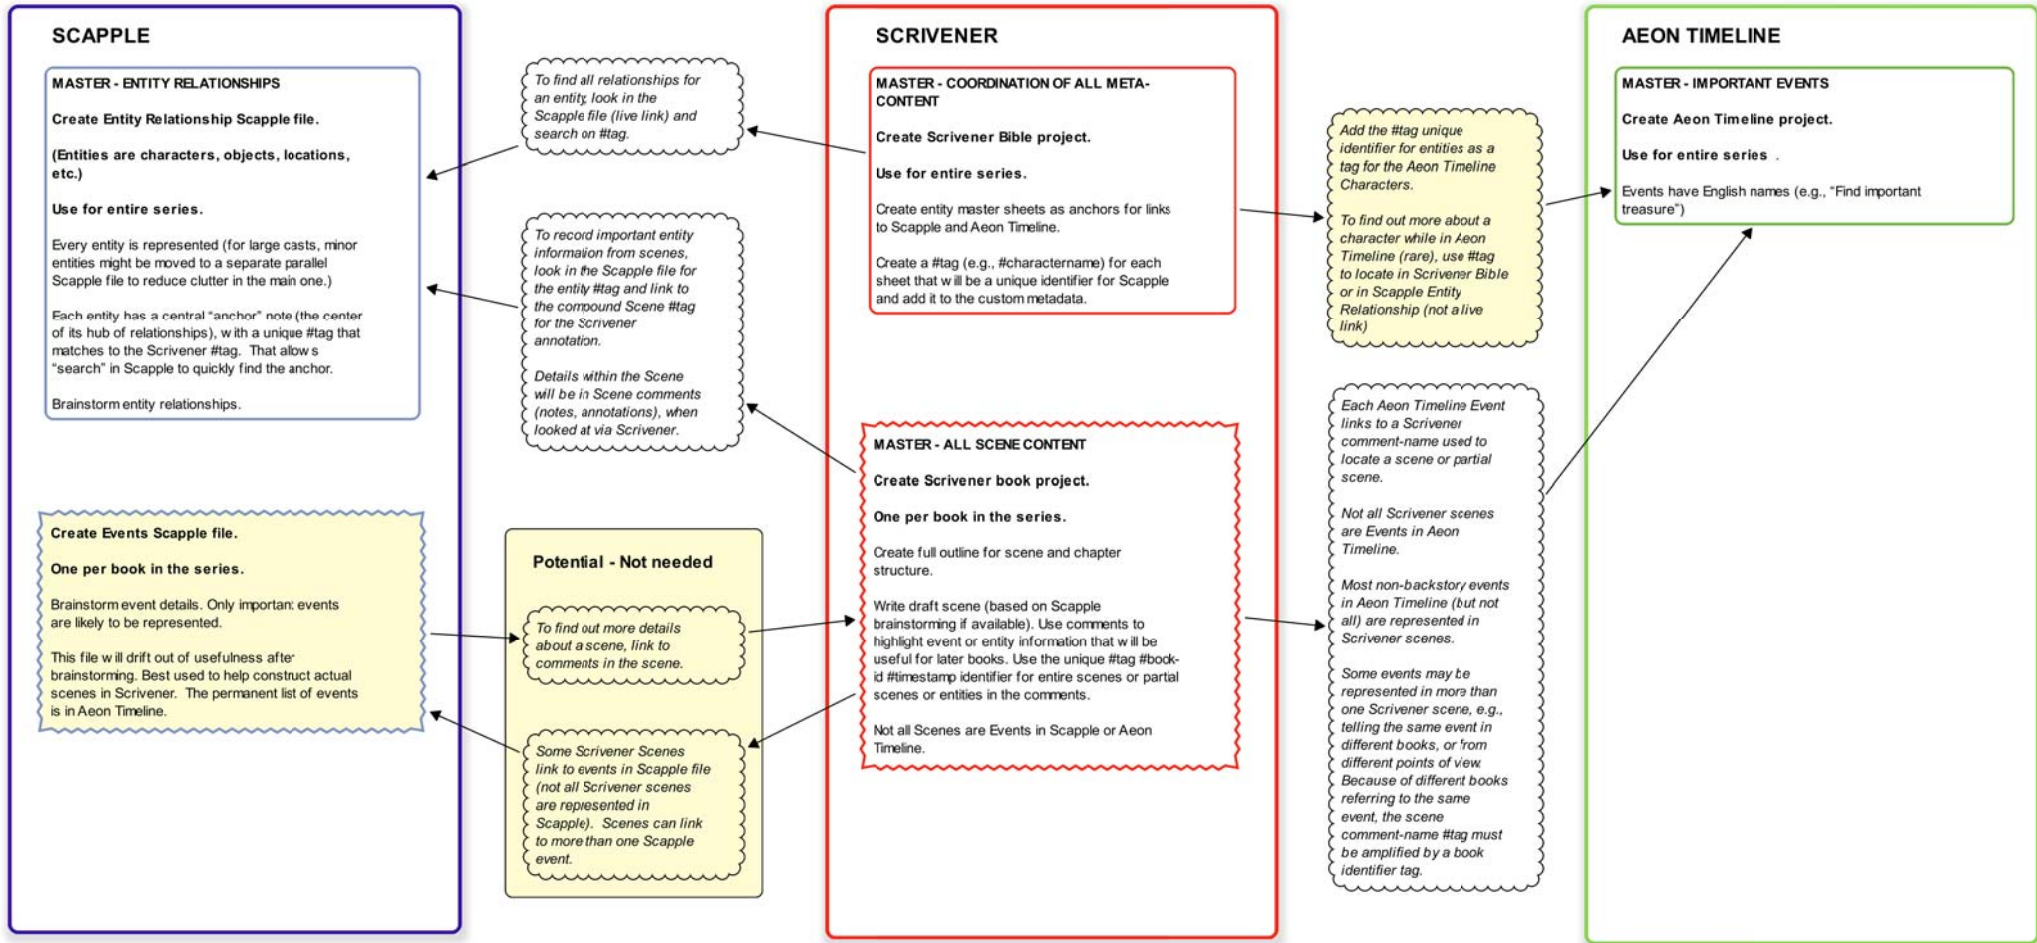 SCAPPLE
MASTER - ENTITY RELATIONSHIPS
Create Entity Relationship Scapple file.
(Entities are characters, objects, locations,
etc.)
Use for entire series.
Every entity is represented (for large casts, minor
entities might be moved to a separate parallel
Scapple file to reduce clutter in the main one.)
Each entity has a central “anchor” note (the center
of its hub of relationships), with a unique #tag that
matches to the Scrivener #tag. That allows
“search” in Scapple to quickly find the anchor.
Brainstorm entity relationships.
Create Events Scapple file.
One per book in the series.
Brainstorm event details. Only important events
are likely to be represented.
This file will drift out of usefulness after
brainstorming. Best used to help construct actual
scenes in Scrivener. The permanent list of events
is in Aeon Timeline.
To find all relationships for
an entity, look in the
Scapple file (live link) and
search on #tag.
To record important entity
information from scenes,
look in the Scapple file for
the entity #tag and link to
the compound Scene #tag
for the Scrivener
annotation.
Details within the Scene
will be in Scene comments
(notes, annotations), when
looked at via Scrivener.
Potential - Not needed
To find out more details
about a scene, link to
comments in the scene.
Some Scrivener Scenes
link to events in Scapple file
(not all Scrivener scenes
are represented in
Scapple). Scenes can link
to more than one Scapple
event.
SCRIVENER
MASTER - COORDINATION OF ALL META-
CONTENT
Create Scrivener Bible project.
Use for entire series.
Create entity master sheets as anchors for links
to Scapple and Aeon Timeline.
Create a #tag (e.g., #charactername) for each
sheet that will be a unique identifier for Scapple
and add it to the custom metadata.
MASTER - ALL SCENE CONTENT
Create Scrivener book project.
One per book in the series.
Create full outline for scene and chapter
structure.
Write draft scene (based on Scapple
brainstorming if available). Use comments to
highlight event or entity information that will be
useful for later books. Use the unique #tag #book-
id #timestamp identifier for entire scenes or partial
scenes or entities in the comments.
Not all Scenes are Events in Scapple or Aeon
Timeline.
Add the #tag unique
identifier for entities as a
tag for the Aeon Timeline
Characters.
To find out more about a
character while in Aeon
Timeline (rare), use #tag
to locate in Scrivener Bible
or in Scapple Entity
Relationship (not a live
link)
Each Aeon Timeline Event
links to a Scrivener
comment-name used to
locate a scene or partial
scene.
Not all Scrivener scenes
are Events in Aeon
Timeline.
Most non-backstory events
in Aeon Timeline (but not
all) are represented in
Scrivener scenes.
Some events may be
represented in more than
one Scrivener scene, e.g.,
telling the same event in
different books, or from
different points of view.
Because of different books
referring to the same
event, the scene
comment-name #tag must
be amplified by a book
identifier tag.
AEON TIMELINE
MASTER - IMPORTANT EVENTS
Create Aeon Timeline project.
Use for entire series .
Events have English names (e.g., “Find important
treasure”)